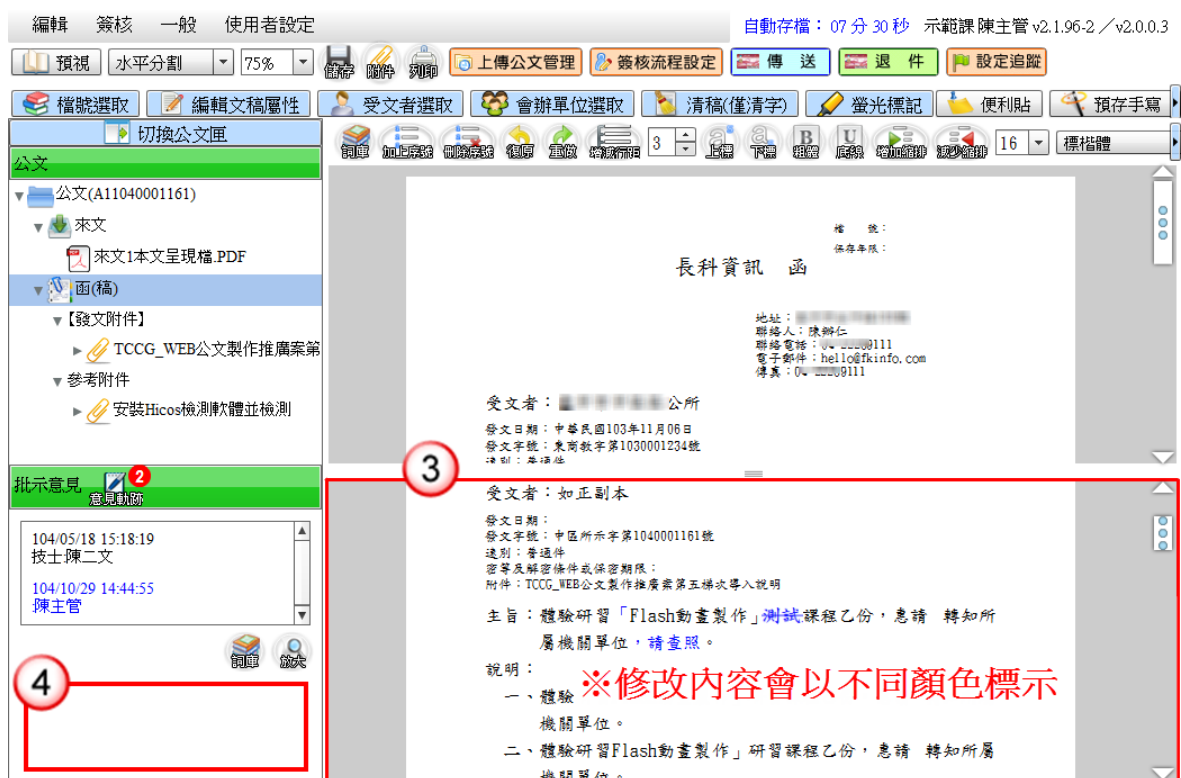 編輯 簽核 一般 使用者設定
自動存檔： 07 分 30 秒 示範課陳主管 v2.1.96-2 ／v2.0.0.3
預視 水平分割 75% 儲存 附件 列印 上傳公文管理 簽核流程設定 傳 送 退 件 設定追蹤
檔號選取 編輯文稿屬性 受文者選取 會辦單位選取 清稿(僅清字) 螢光標記 便利貼 預存手寫
切換公文匣
詞庫 加上序號 刪除序號 復原 重做 增減行距 3 上標 下標 粗體 底線 增加縮排 減少縮排 16 標楷體
公文
公文(A11040001161)
來文
來文1本文呈現檔.PDF
函(稿)
【發文附件】
TCCG_WEB公文製作推廣案第
參考附件
安裝Hicos檢測軟體並檢測
檔 號：
保存年限：
長科資訊 函
地址：
聯絡人：陳辦仁
聯絡電話：
電子郵件：hello@fkinfo.com
傳真：
受文者： 公所
發文日期：中華民國103年11月06日
發文字號：東商教字第1030001234號
速別：普通件
批示意見 2
意見軌跡
104/05/18 15:18:19
技士:陳二文
104/10/29 14:44:55
:陳主管
詞庫 放大
4
3
受文者：如正副本
發文日期：
發文字號：中區所示字第1040001161號
速別：普通件
密等及解密條件或保密期限：
附件：TCCG_WEB公文製作推廣案第五梯次導入說明
主旨：體驗研習「Flash動畫製作」測試課程乙份，惠請 轉知所
屬機關單位，請查照。
說明：
※修改內容會以不同顏色標示
一、體驗
機關單位。
二、體驗研習Flash動畫製作」研習課程乙份，惠請 轉知所屬
機關單位。